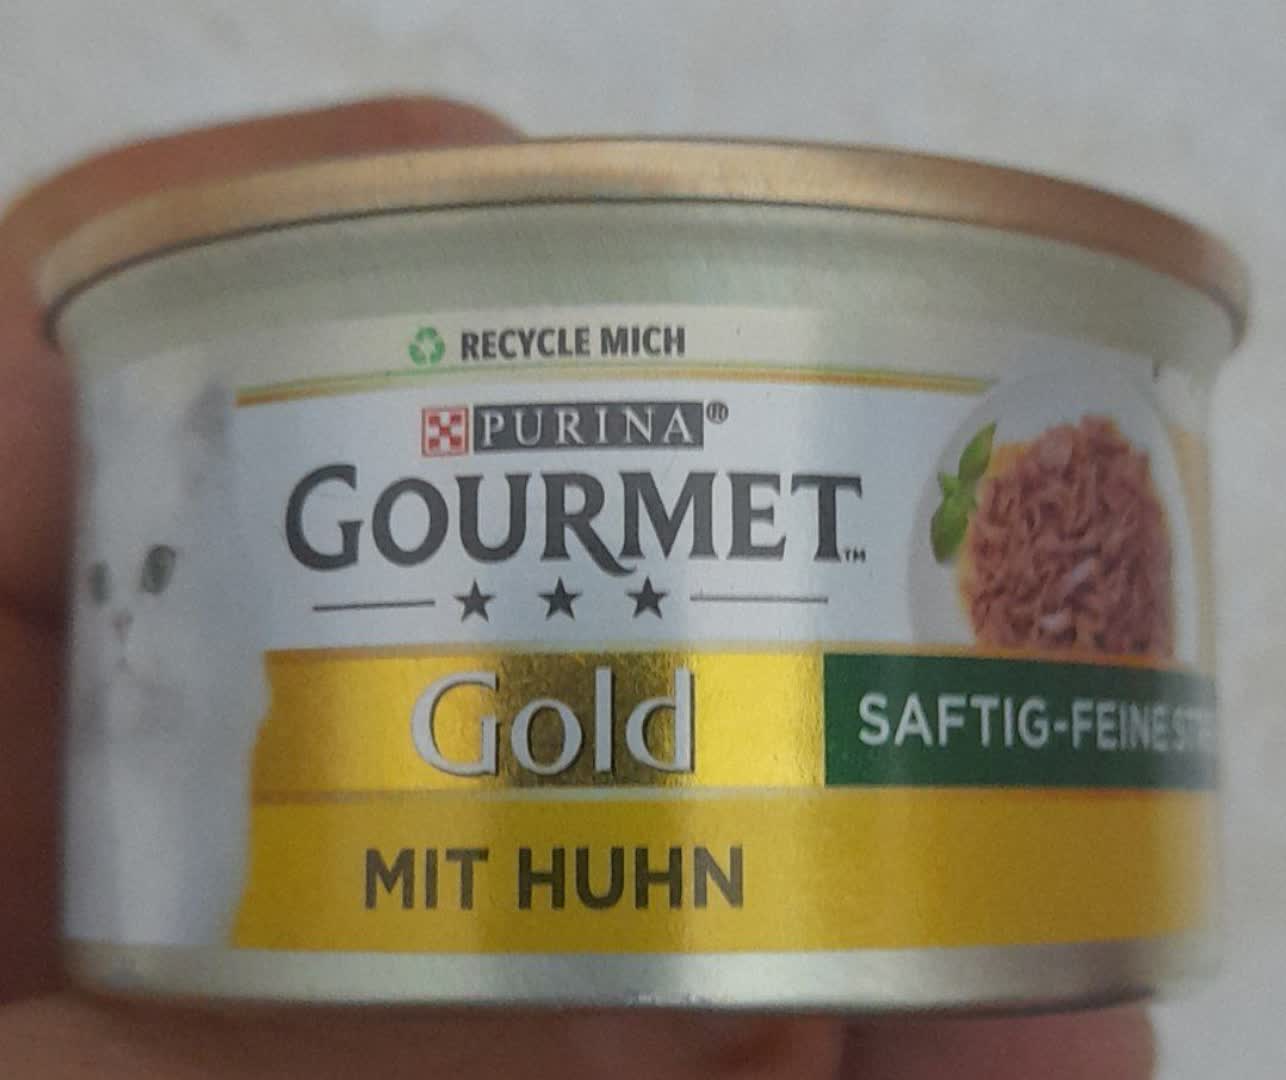 RECYCLE MICH
PURINA®
GOURMET™
Gold
SAFTIG-FEINE
MIT HUHN